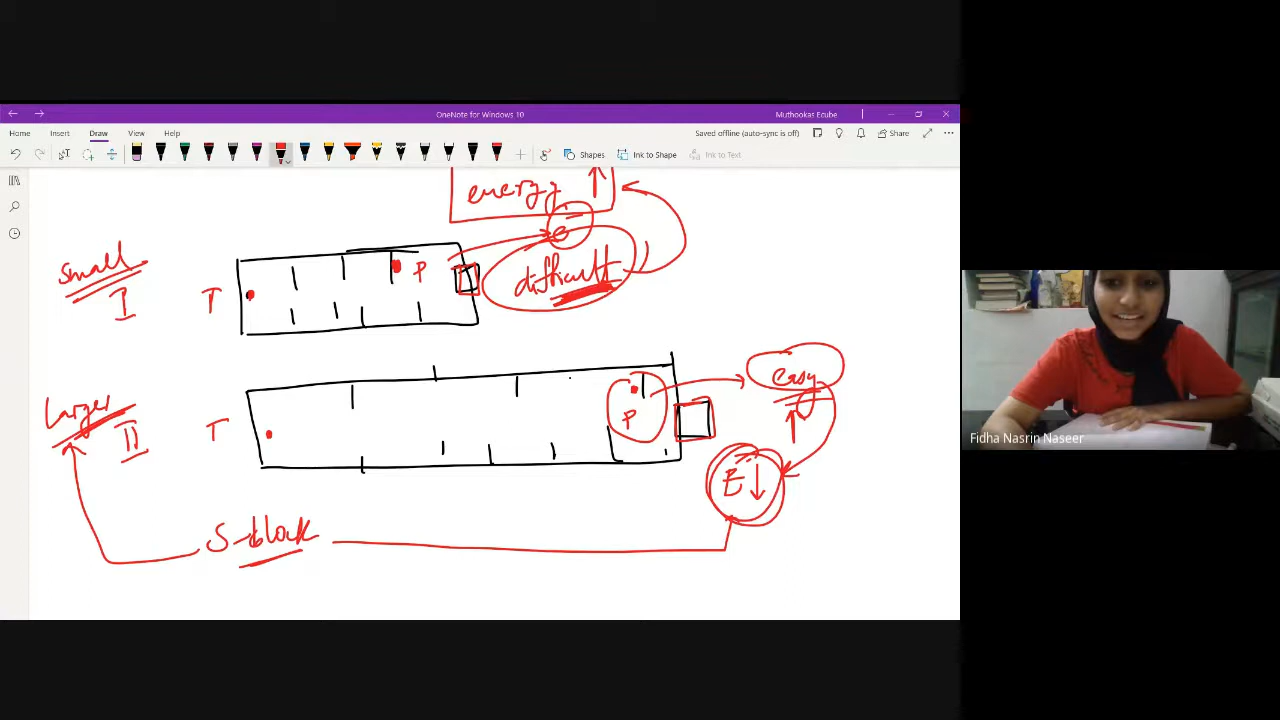 OneNote for Windows 10
Muthookas Ecube
Home Insert Draw View Help
Saved offline (auto-sync is off)
Share
Shapes
Ink to Shape
Ink to Text
energy ↑
Small
I
T
P
e
difficult
Larger
II
T
P
easy
↑
E↓
S-block
Fidha Nasrin Naseer